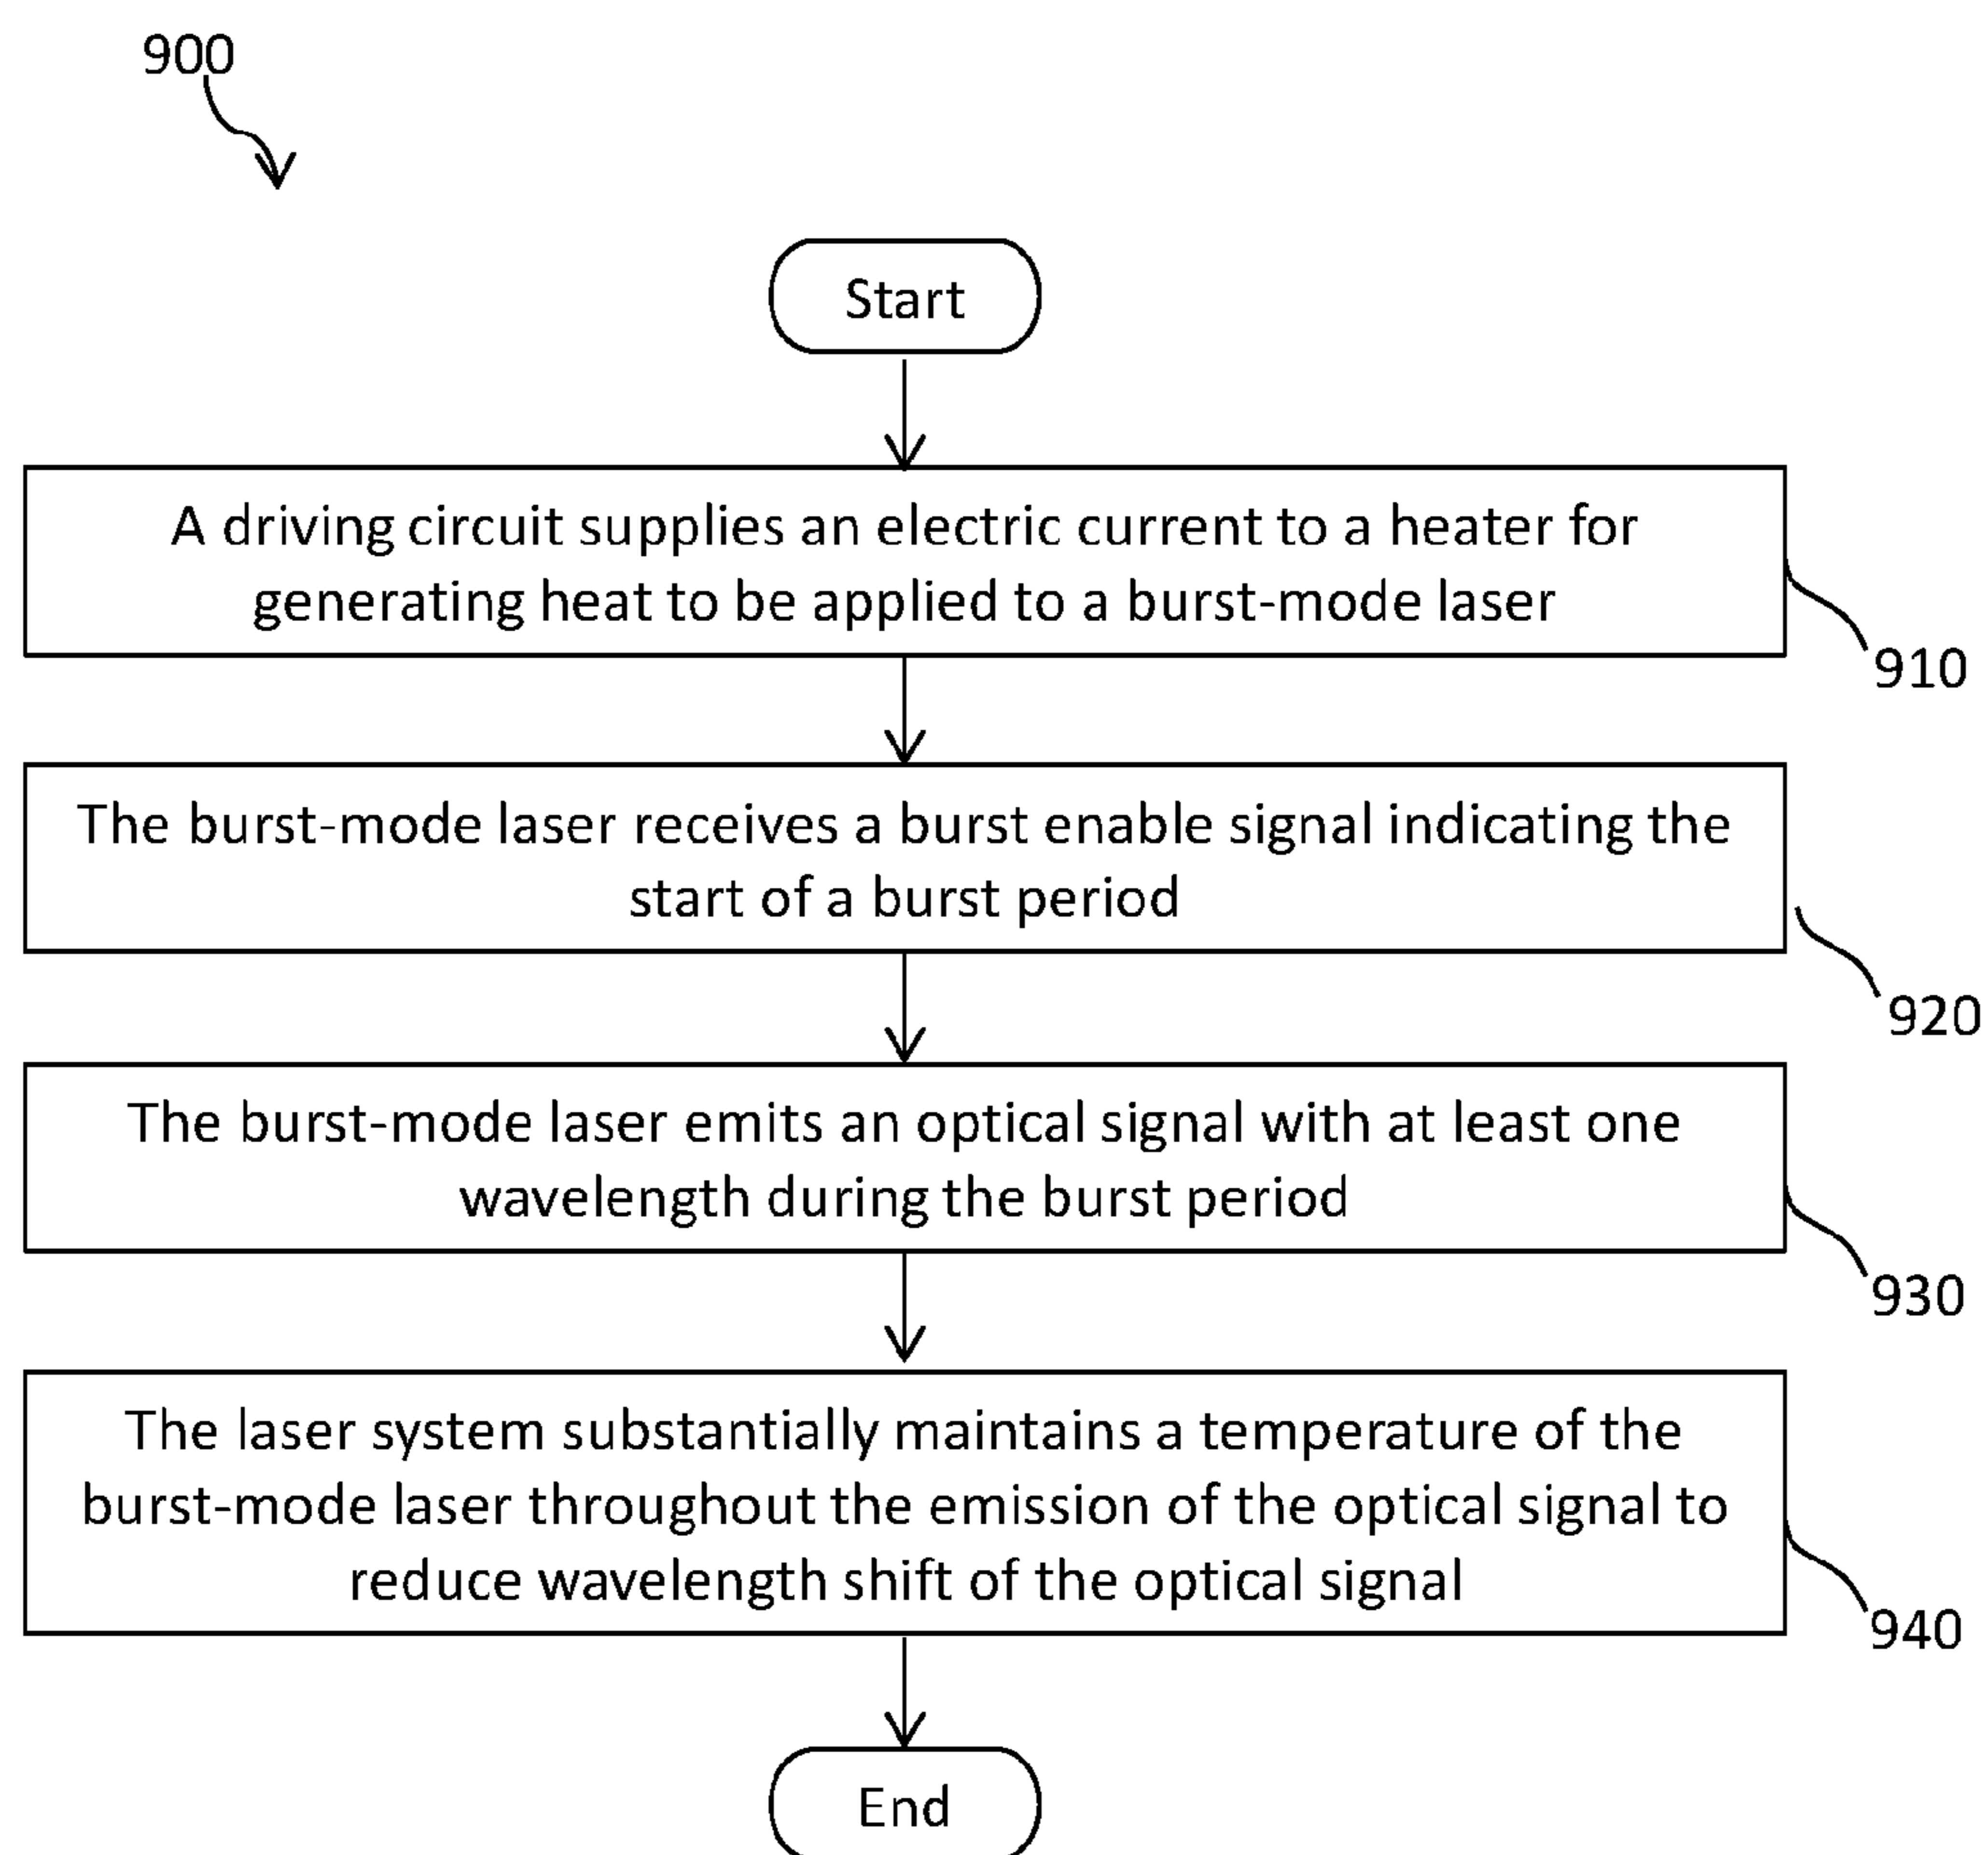 900
Start
A driving circuit supplies an electric current to a heater for
generating heat to be applied to a burst-mode laser
910
The burst-mode laser receives a burst enable signal indicating the
start of a burst period
920
The burst-mode laser emits an optical signal with at least one
wavelength during the burst period
930
The laser system substantially maintains a temperature of the
burst-mode laser throughout the emission of the optical signal to
reduce wavelength shift of the optical signal
940
End